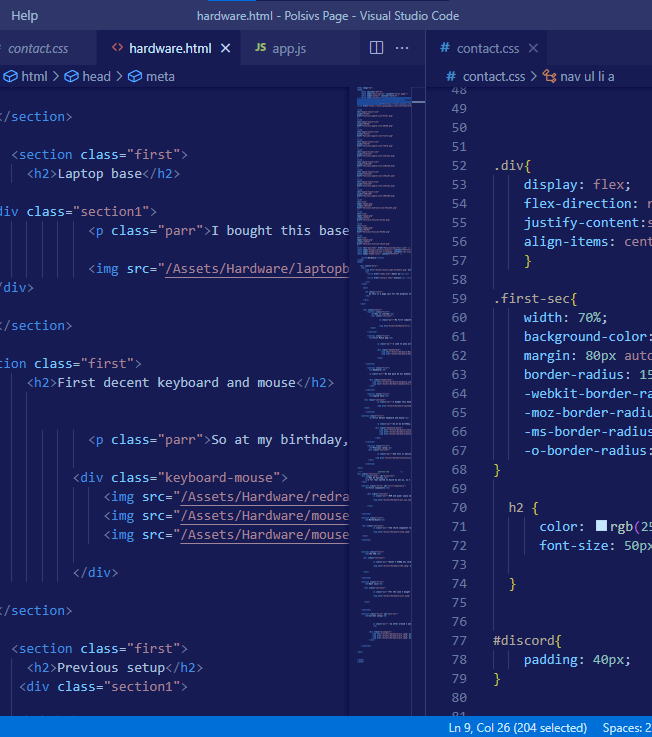 Help
hardware.html - Polsivs Page - Visual Studio Code
contact.css
<> hardware.html ×
JS app.js
...
# contact.css ×
html > head > meta
# contact.css > nav ul li a
</section>
<section class="first">
<h2>Laptop base</h2>
div class="section1">
<p class="parr">I bought this base
<img src="/Assets/Hardware/laptopb
</div>
</section>
tion class="first">
<h2>First decent keyboard and mouse</h2>
<p class="parr">So at my birthday,
<div class="keyboard-mouse">
<img src="/Assets/Hardware/redra
<img src="/Assets/Hardware/mouse
<img src="/Assets/Hardware/mouse
</div>
</section>
<section class="first">
<h2>Previous setup</h2>
<div class="section1">
48
49
50
51
52 .div{
53 display: flex;
54 flex-direction: r
55 justify-content:s
56 align-items: cent
57 }
58
59 .first-sec{
60 width: 70%;
61 background-color:
62 margin: 80px auto
63 border-radius: 15
64 -webkit-border-ra
65 -moz-border-radiu
66 -ms-border-radius
67 -o-border-radius:
68 }
69
70 h2 {
71 color: rgb(25
72 font-size: 50px
73
74 }
75
76
77 #discord{
78 padding: 40px;
79 }
80
81
Ln 9, Col 26 (204 selected)
Spaces: 2